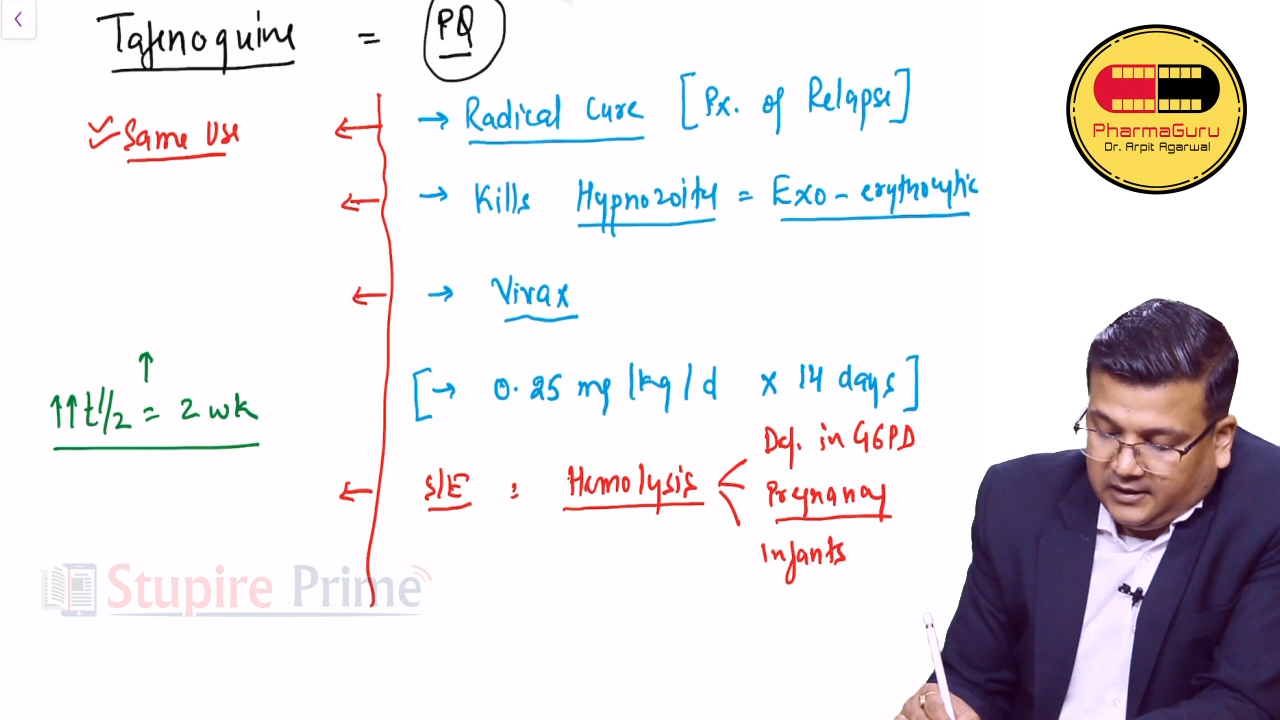 Tafenoquine = PQ
✓ Same Use ← → Radical Cure [Px. of Relapse]
← → Kills Hypnozoites = Exo-erythrocytic
← → Vivax
↑
↑↑ t1/2 = 2 wk [→ 0.25 mg/kg/d x 14 days]
← S/E : Hemolysis < Def. in G6PD
Pregnancy
Infants
PharmaGuru
Dr. Arpit Agarwal
Stupire Prime